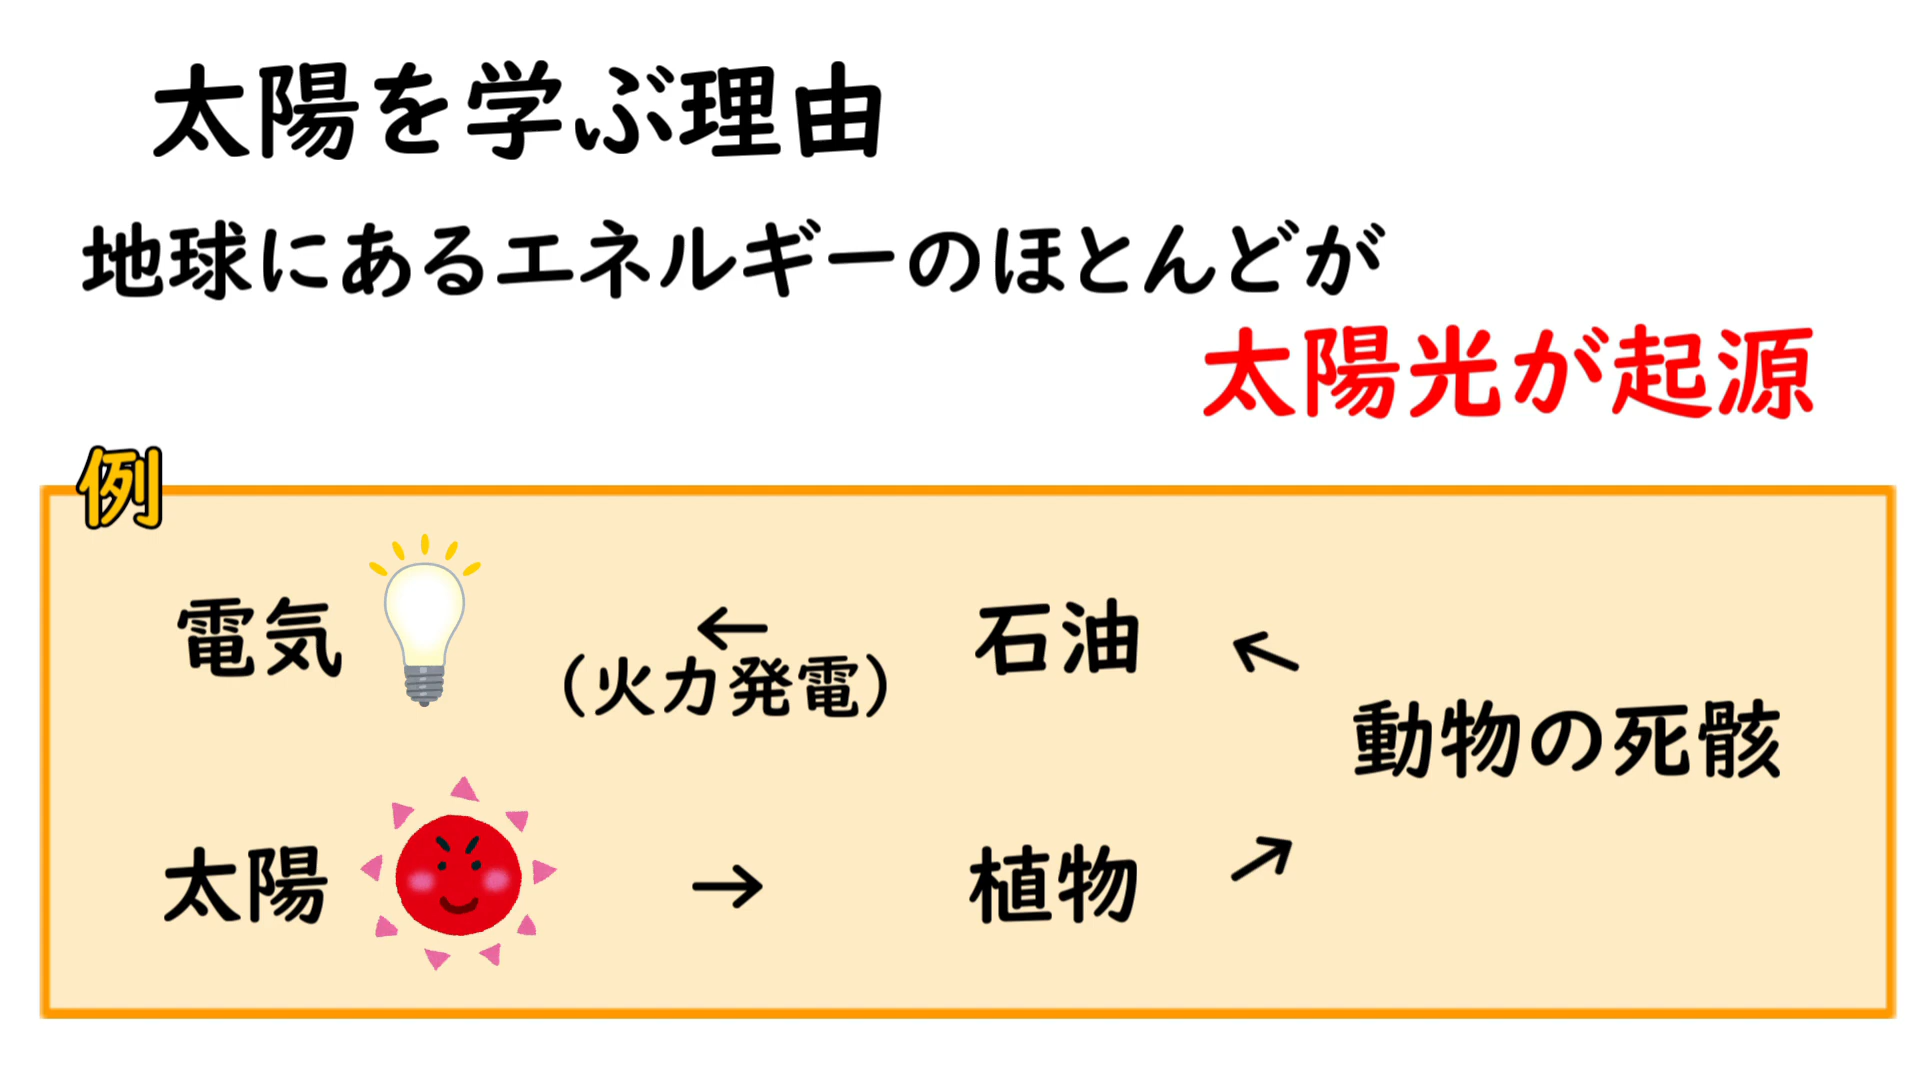 太陽を学ぶ理由
地球にあるエネルギーのほとんどが
太陽光が起源
例
電気 ← 石油 ↖
(火力発電)
動物の死骸
太陽 → 植物 ↗